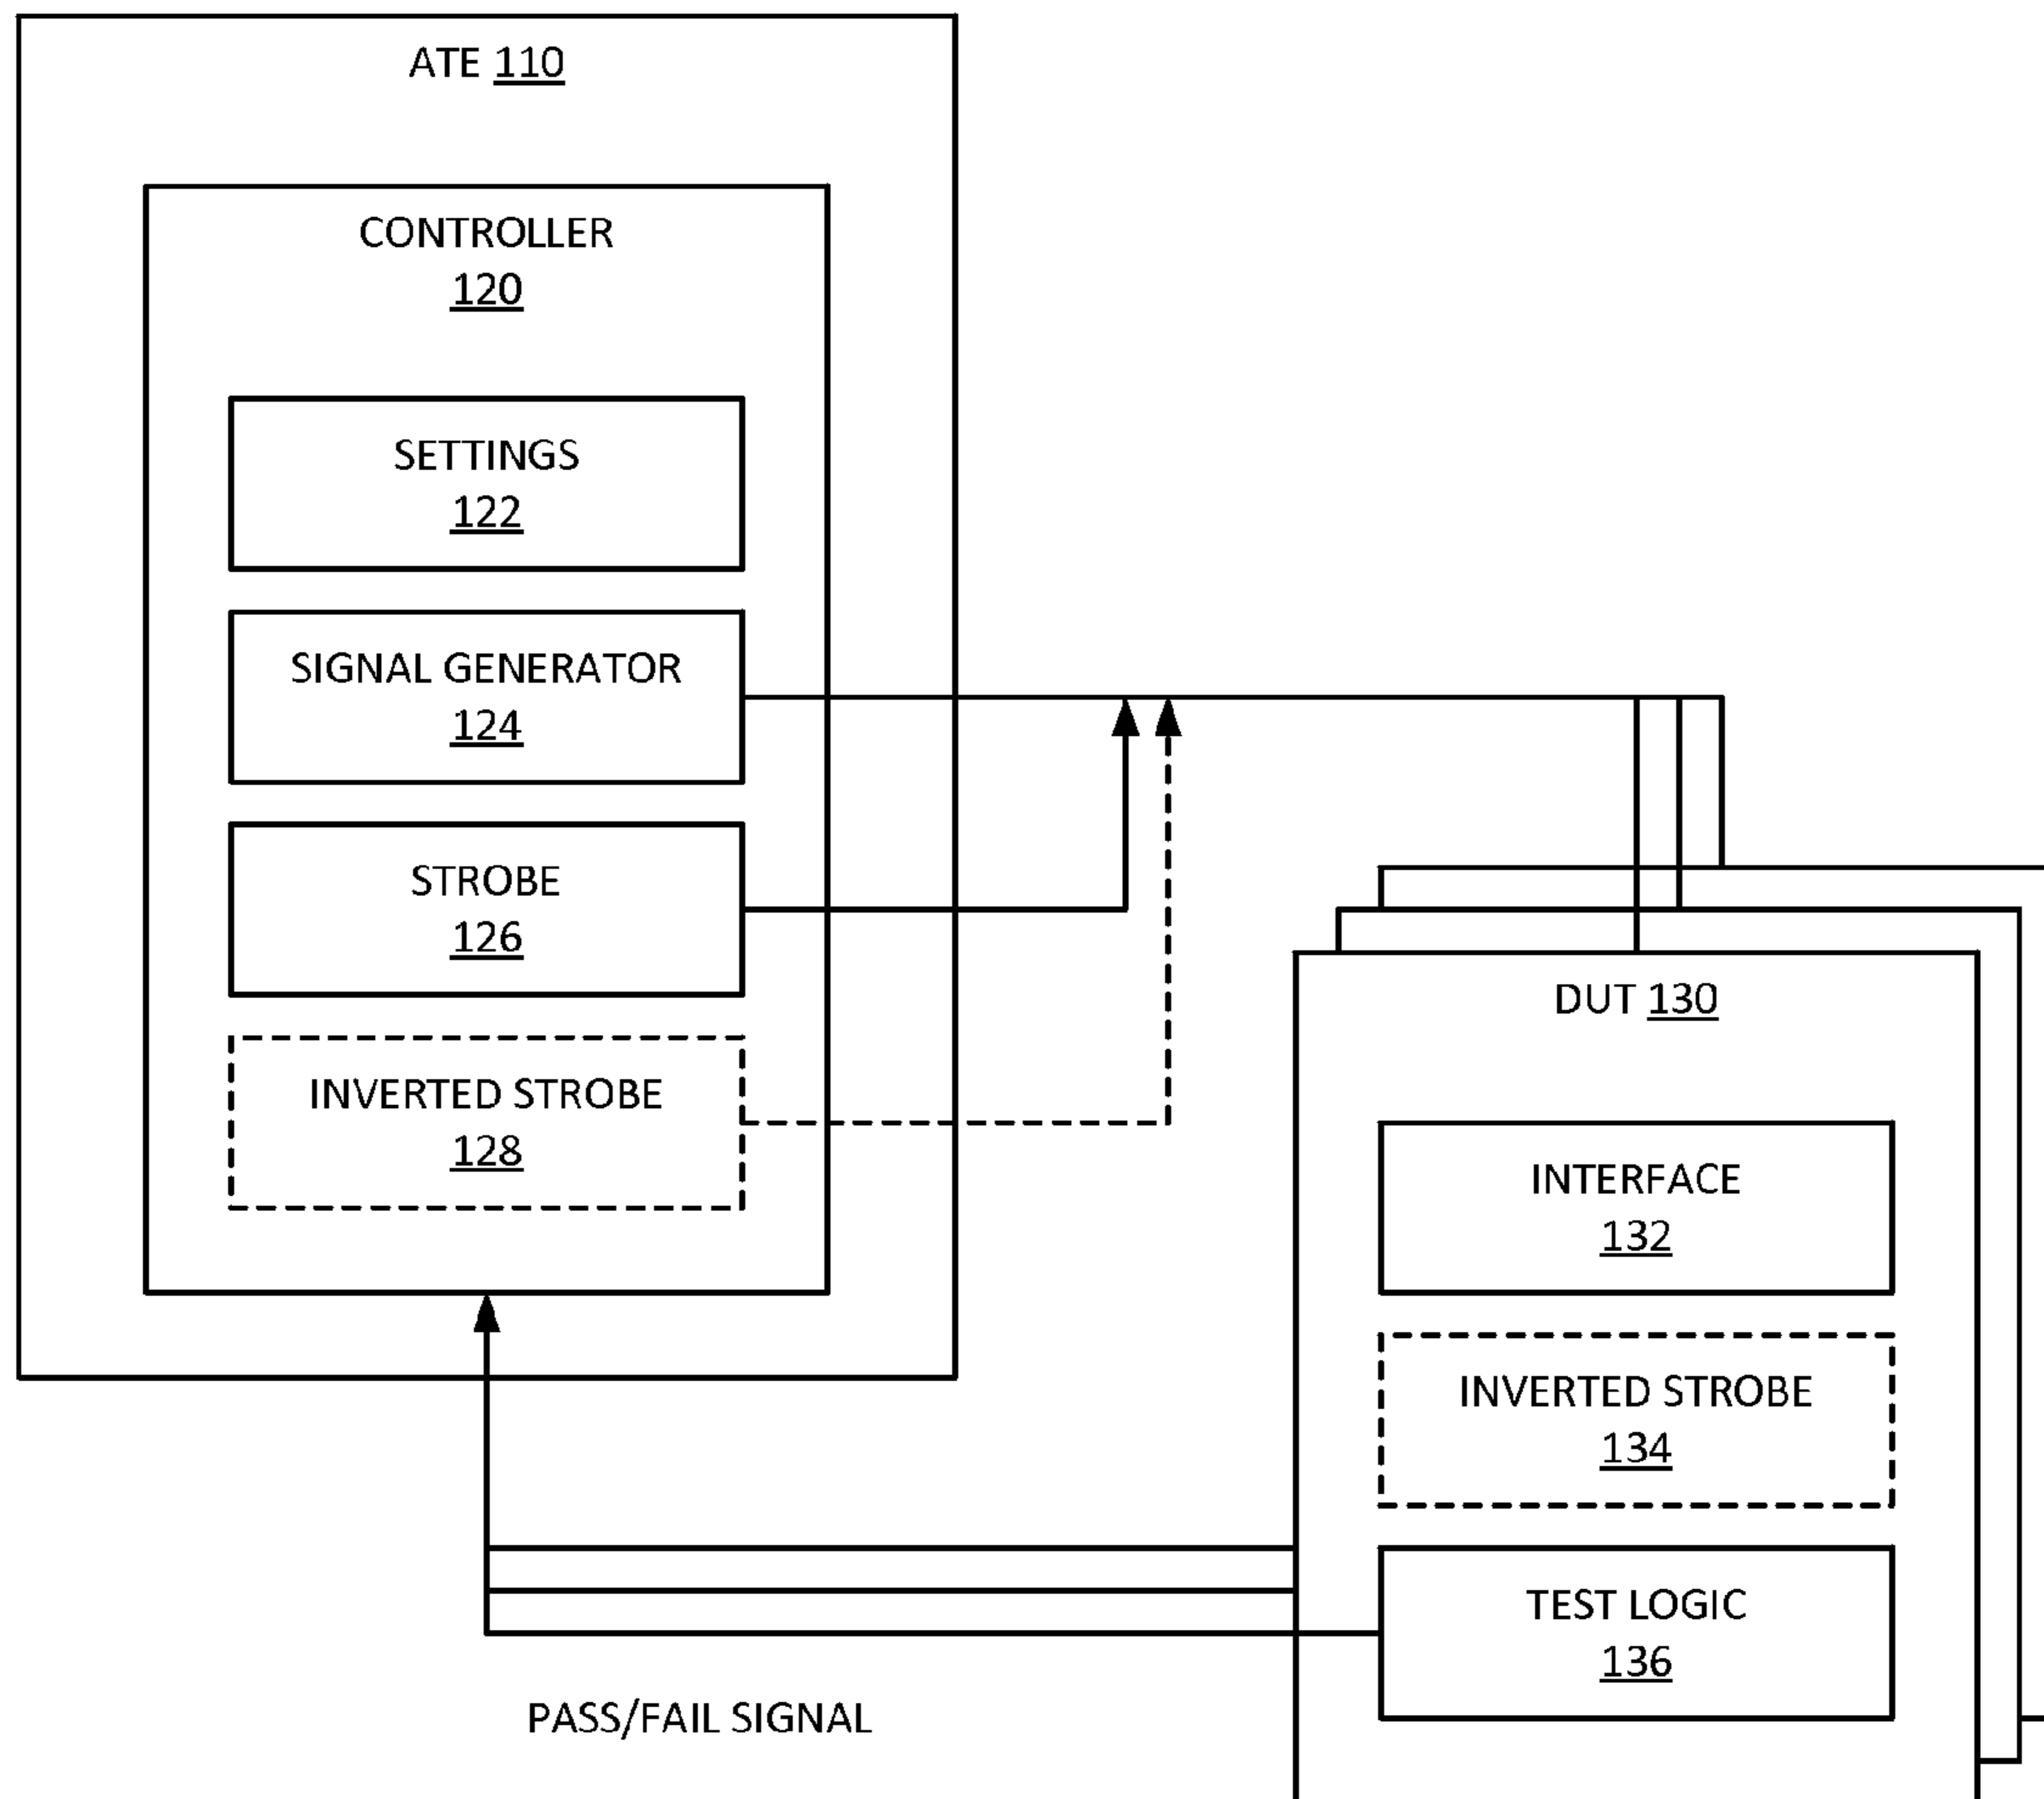 ATE 110
CONTROLLER
120
SETTINGS
122
SIGNAL GENERATOR
124
STROBE
126
INVERTED STROBE
128
DUT 130
INTERFACE
132
INVERTED STROBE
134
TEST LOGIC
136
PASS/FAIL SIGNAL